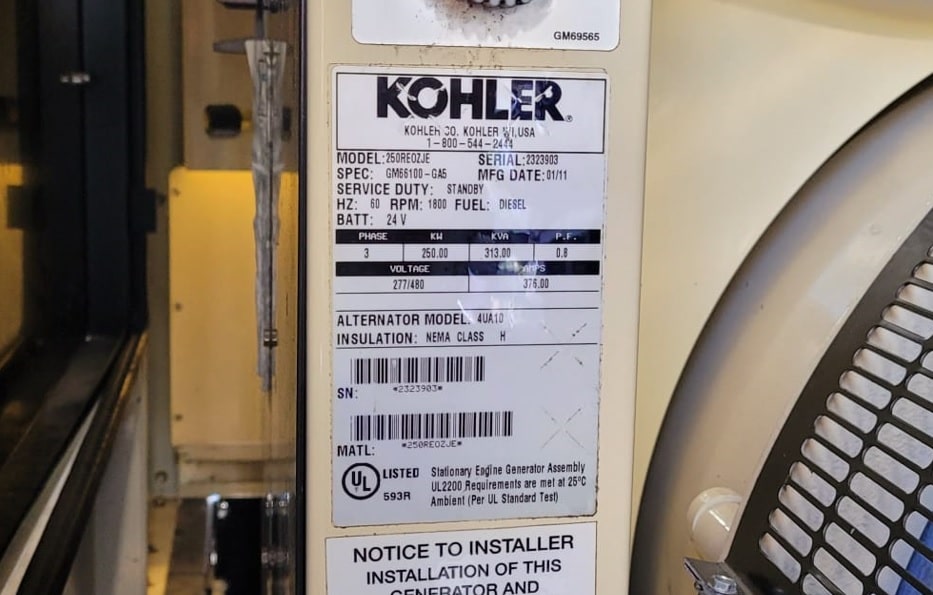 GM69565
KOHLER®
KOHLER CO. KOHLER WI,USA
1-800-544-2444
MODEL:250REOZJE SERIAL:2323903
SPEC: GM66100-GA5 MFG DATE:01/11
SERVICE DUTY: STANDBY
HZ: 60 RPM: 1800 FUEL: DIESEL
BATT: 24 V
PHASE KW KVA P.F.
3 250.00 313.00 0.8
VOLTAGE AMPS
277/480 376.00
ALTERNATOR MODEL: 4UA10
INSULATION: NEMA CLASS H
SN: *2323903*
MATL: *250REOZJE*
UL LISTED 593R
Stationary Engine Generator Assembly
UL2200 Requirements are met at 25°C
Ambient (Per UL Standard Test)
NOTICE TO INSTALLER
INSTALLATION OF THIS
GENERATOR AND